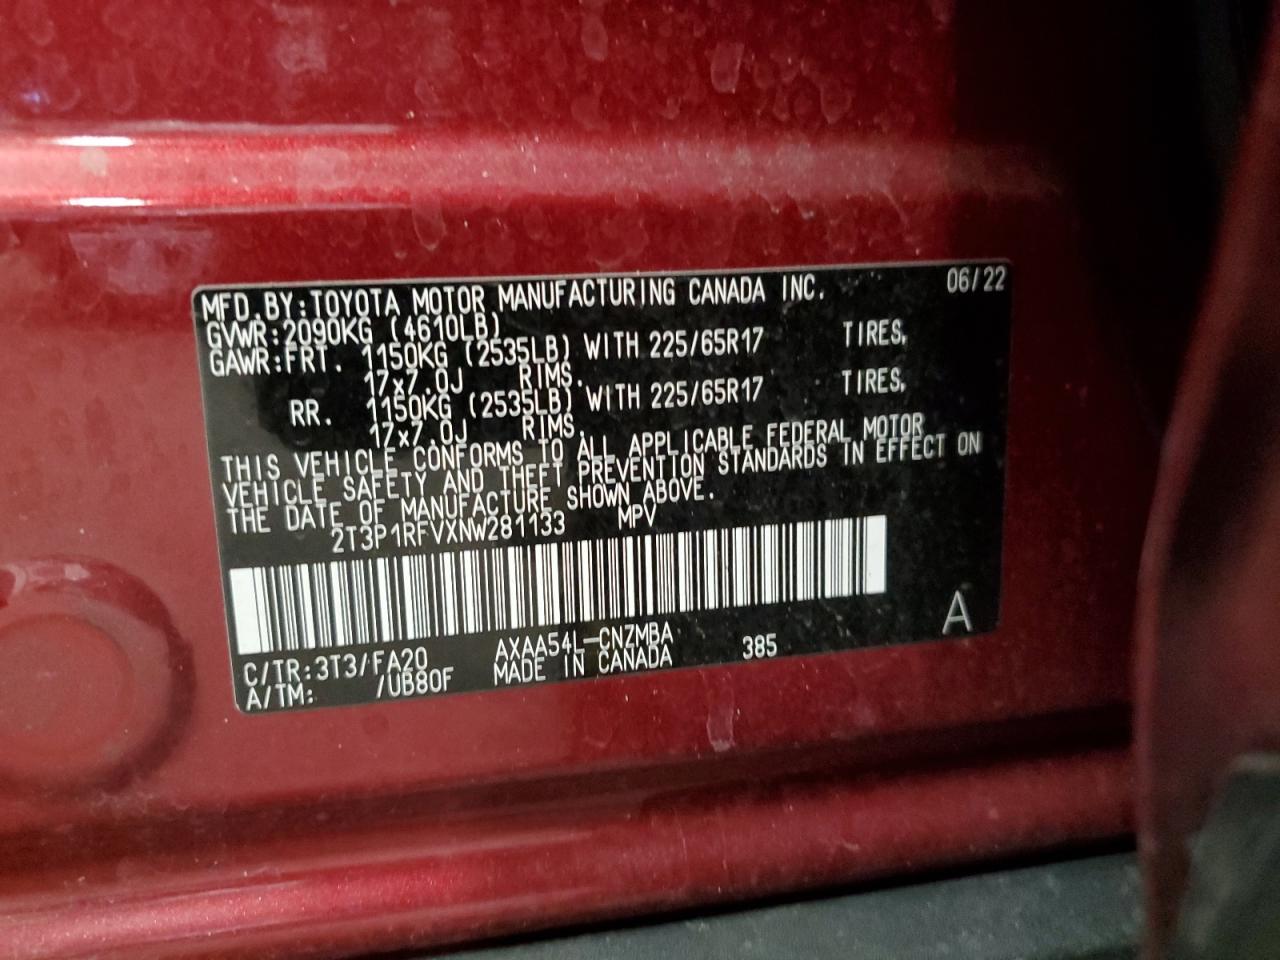 MFD.BY:TOYOTA MOTOR MANUFACTURING CANADA INC. 06/22
GVWR:2090KG (4610LB)
GAWR:FRT. 1150KG (2535LB) WITH 225/65R17 TIRES,
17x7.0J RIMS.
RR. 1150KG (2535LB) WITH 225/65R17 TIRES,
17x7.0J RIMS.
THIS VEHICLE CONFORMS TO ALL APPLICABLE FEDERAL MOTOR
VEHICLE SAFETY AND THEFT PREVENTION STANDARDS IN EFFECT ON
THE DATE OF MANUFACTURE SHOWN ABOVE.
2T3P1RFVXNW281133 MPV
C/TR:3T3/FA20 AXAA54L-CNZMBA 385 A
A/TM: /UB80F MADE IN CANADA